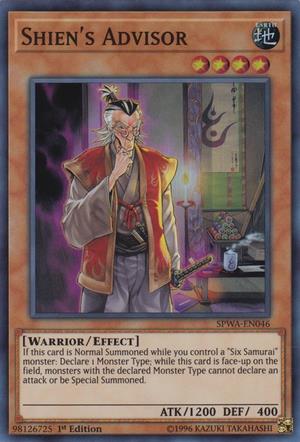 Shien's Advisor
EARTH
地
SPWA-EN046
[Warrior/Effect]
If this card is Normal Summoned while you control a "Six Samurai"
monster: Declare 1 Monster Type; while this card is face-up on the
field, monsters with the declared Monster Type cannot declare
an attack or be Special Summoned.
ATK/1200 DEF/ 400
98126725 1st Edition ©1996 KAZUKI TAKAHASHI